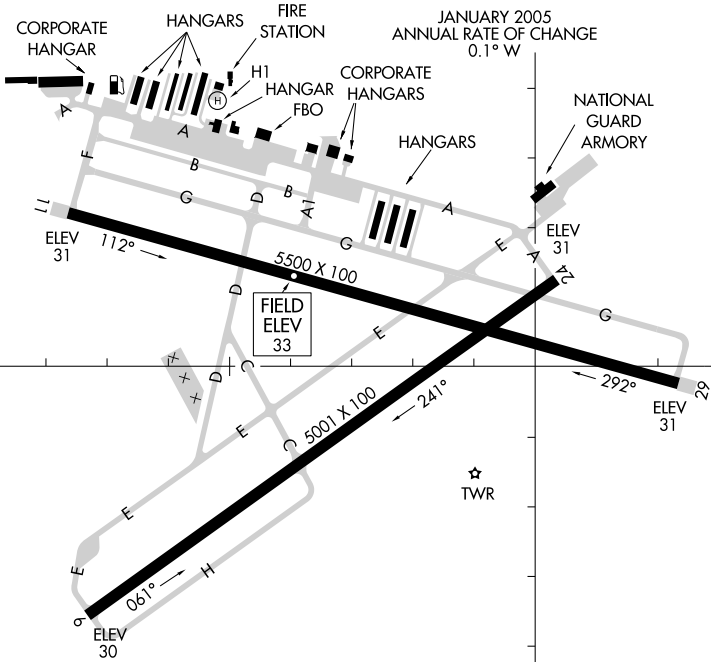 JANUARY 2005
ANNUAL RATE OF CHANGE
0.1° W
CORPORATE
HANGAR
HANGARS
FIRE
STATION
H1
H
HANGAR
FBO
CORPORATE
HANGARS
HANGARS
NATIONAL
GUARD
ARMORY
A
A
F
B
B
G
D
A1
G
A
E
A
ELEV
31
24
11
ELEV
31
112°
5500 X 100
FIELD
ELEV
33
D
E
G
D
C
292°
29
ELEV
31
241°
5001 X 100
E
C
TWR
E
E
H
061°
6
ELEV
30